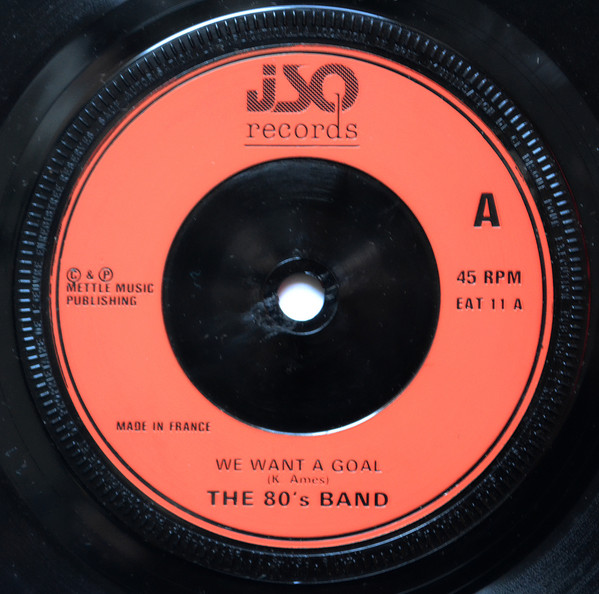 JSO
records
A
© & ℗
METTLE MUSIC
PUBLISHING
45 RPM
EAT 11 A
MADE IN FRANCE
WE WANT A GOAL
(K. Ames)
THE 80's BAND